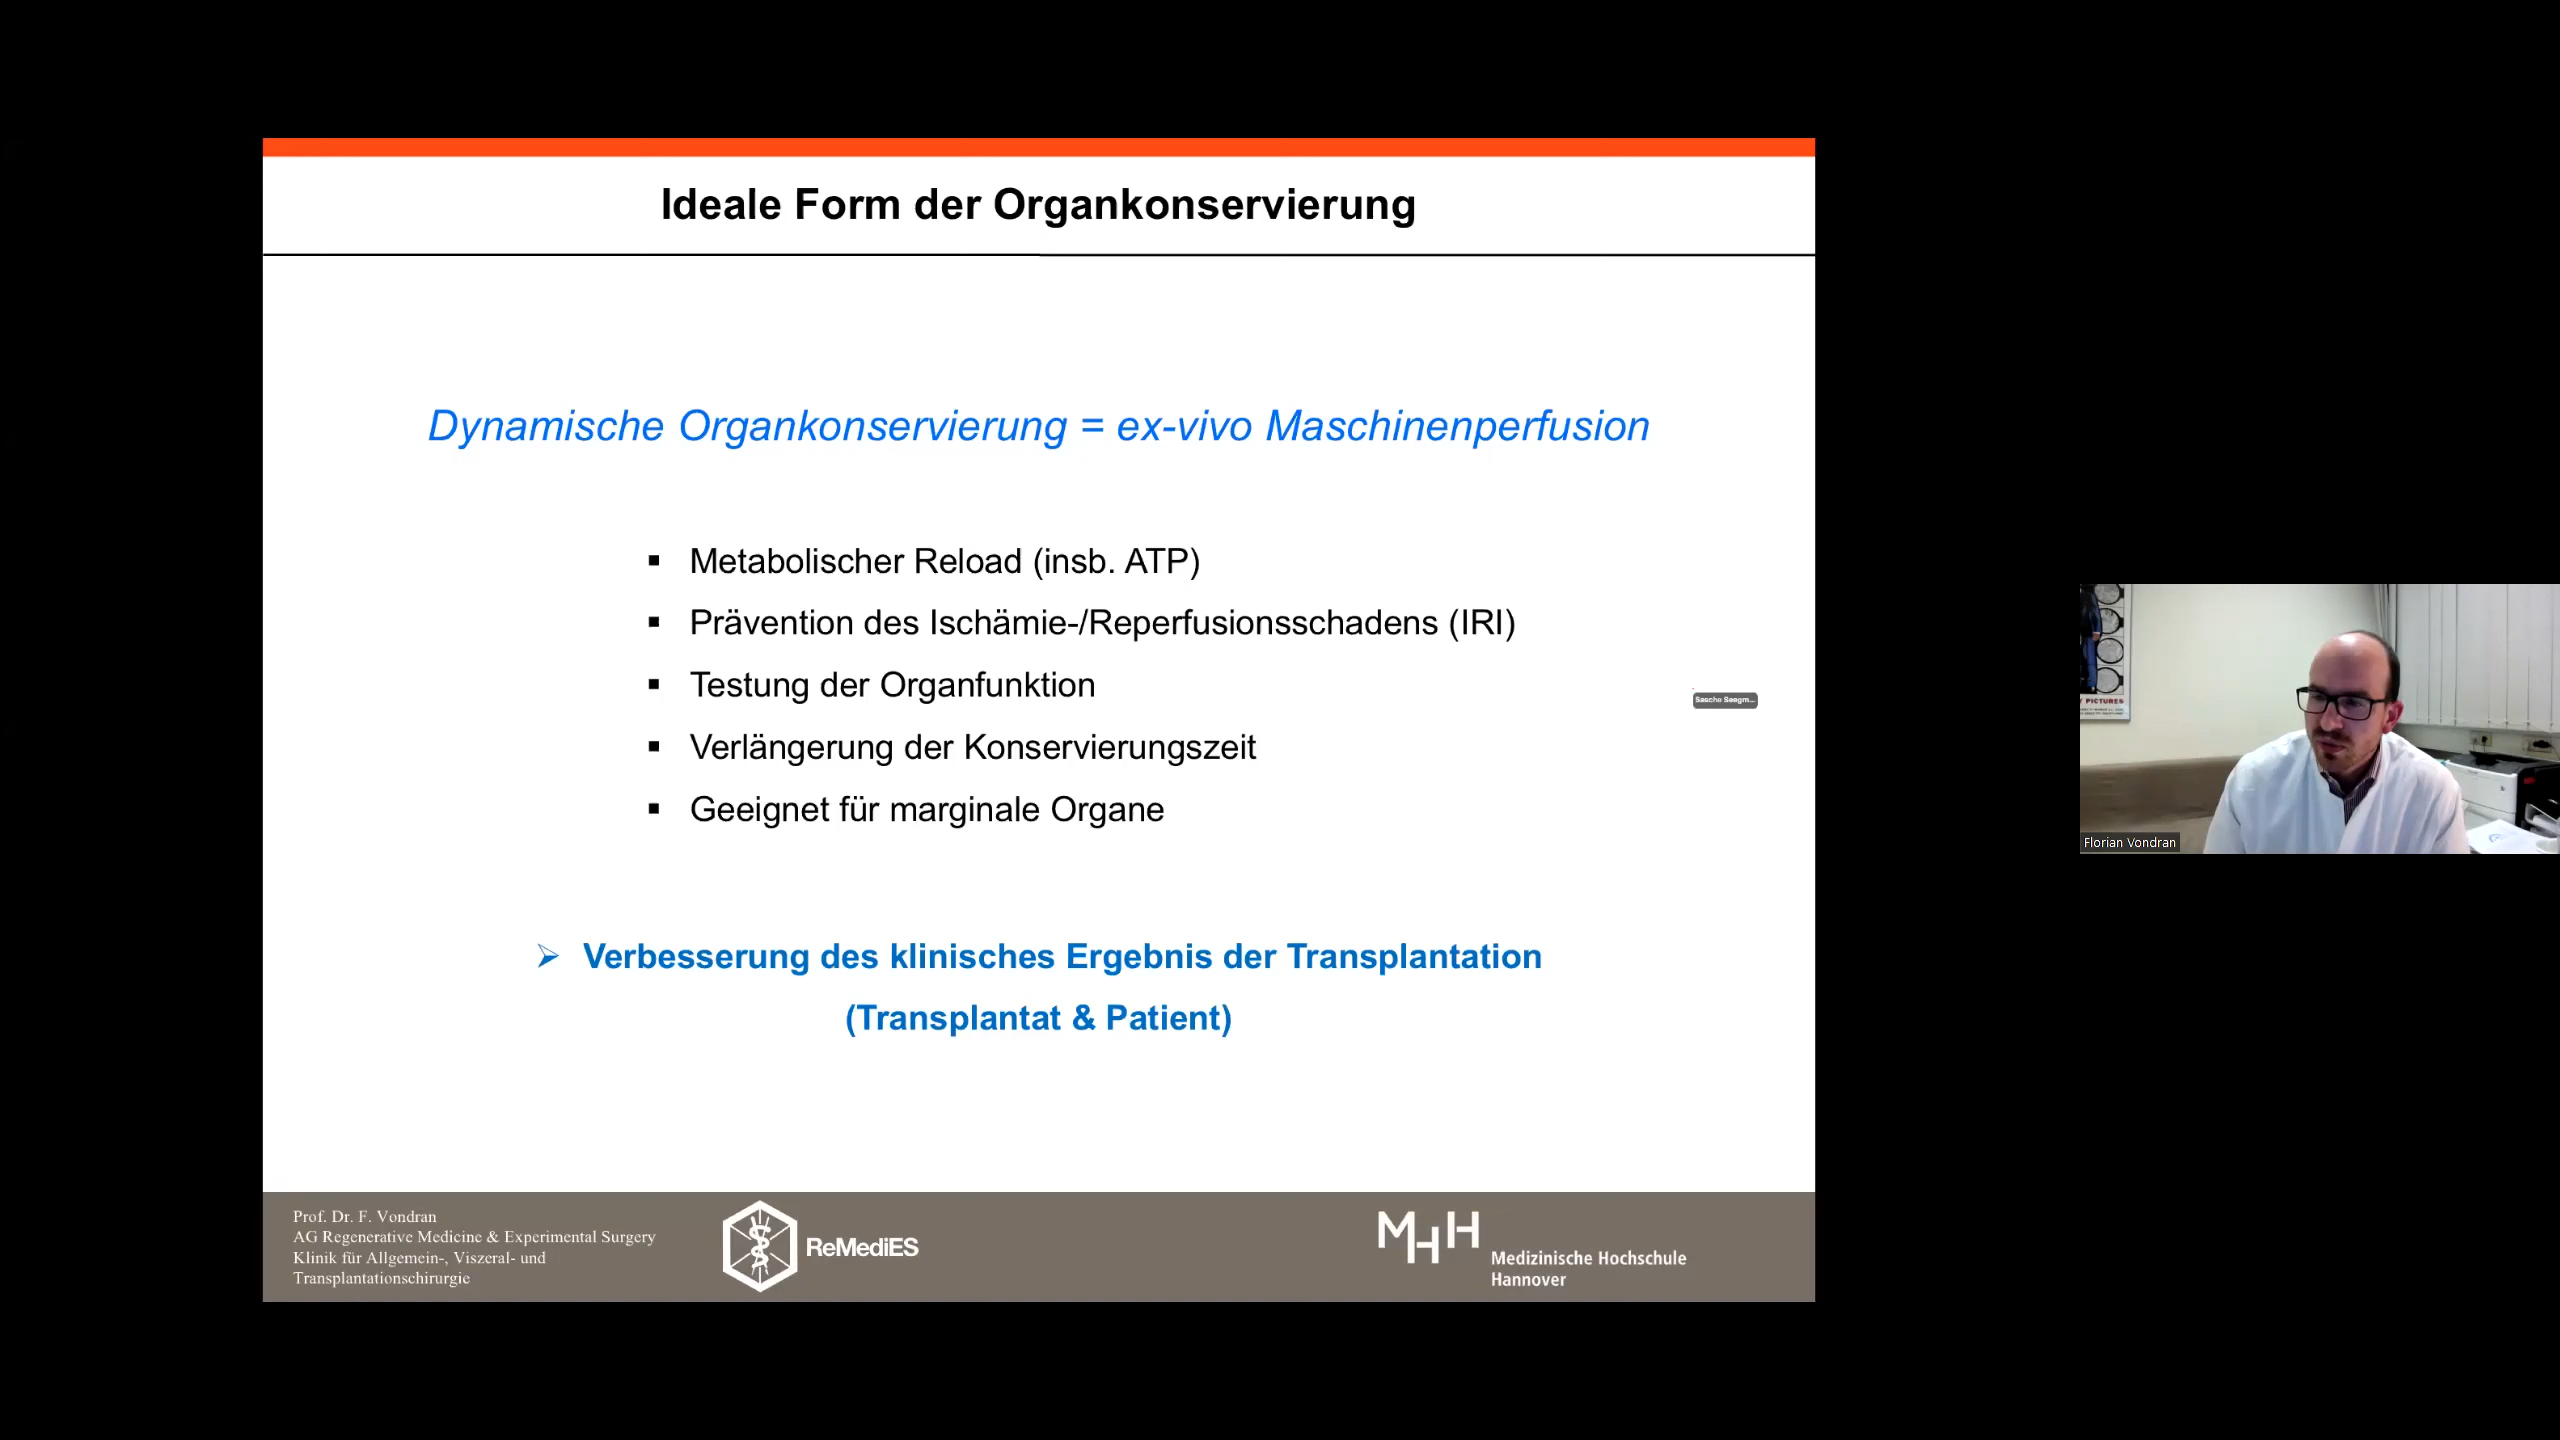 Ideale Form der Organkonservierung
Dynamische Organkonservierung = ex-vivo Maschinenperfusion
▪ Metabolischer Reload (insb. ATP)
▪ Prävention des Ischämie-/Reperfusionsschadens (IRI)
▪ Testung der Organfunktion
▪ Verlängerung der Konservierungszeit
▪ Geeignet für marginale Organe
➢ Verbesserung des klinisches Ergebnis der Transplantation
(Transplantat & Patient)
Sascha Seegm...
Prof. Dr. F. Vondran
AG Regenerative Medicine & Experimental Surgery
Klinik für Allgemein-, Viszeral- und
Transplantationschirurgie
ReMediES
MHH
Medizinische Hochschule
Hannover
PICTURES
Florian Vondran